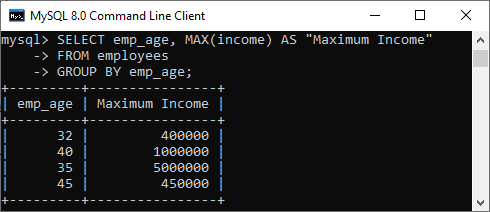 MySQL 8.0 Command Line Client
mysql> SELECT emp_age, MAX(income) AS "Maximum Income"
    -> FROM employees
    -> GROUP BY emp_age;
+---------+----------------+
| emp_age | Maximum Income |
+---------+----------------+
|      32 |         400000 |
|      40 |        1000000 |
|      35 |        5000000 |
|      45 |         450000 |
+---------+----------------+